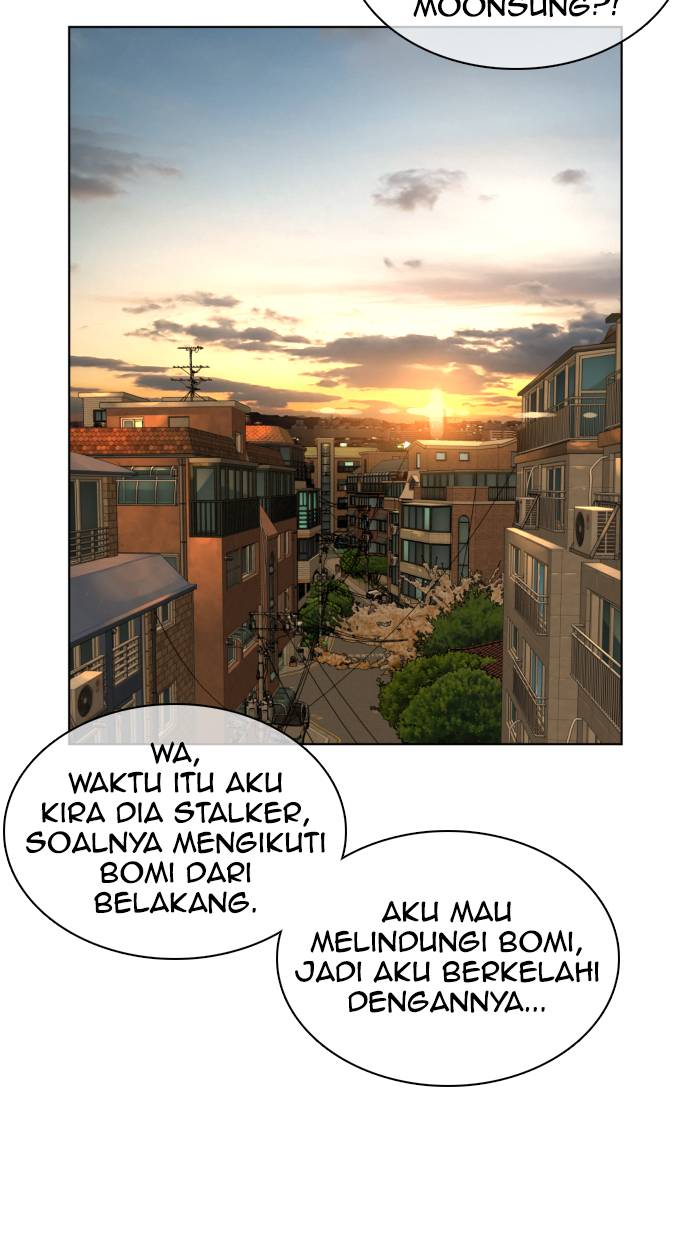 MOONSUNG?!
WA,
WAKTU ITU AKU
KIRA DIA STALKER,
SOALNYA MENGIKUTI
BOMI DARI
BELAKANG.
AKU MAU
MELINDUNGI BOMI,
JADI AKU BERKELAHI
DENGANNYA...